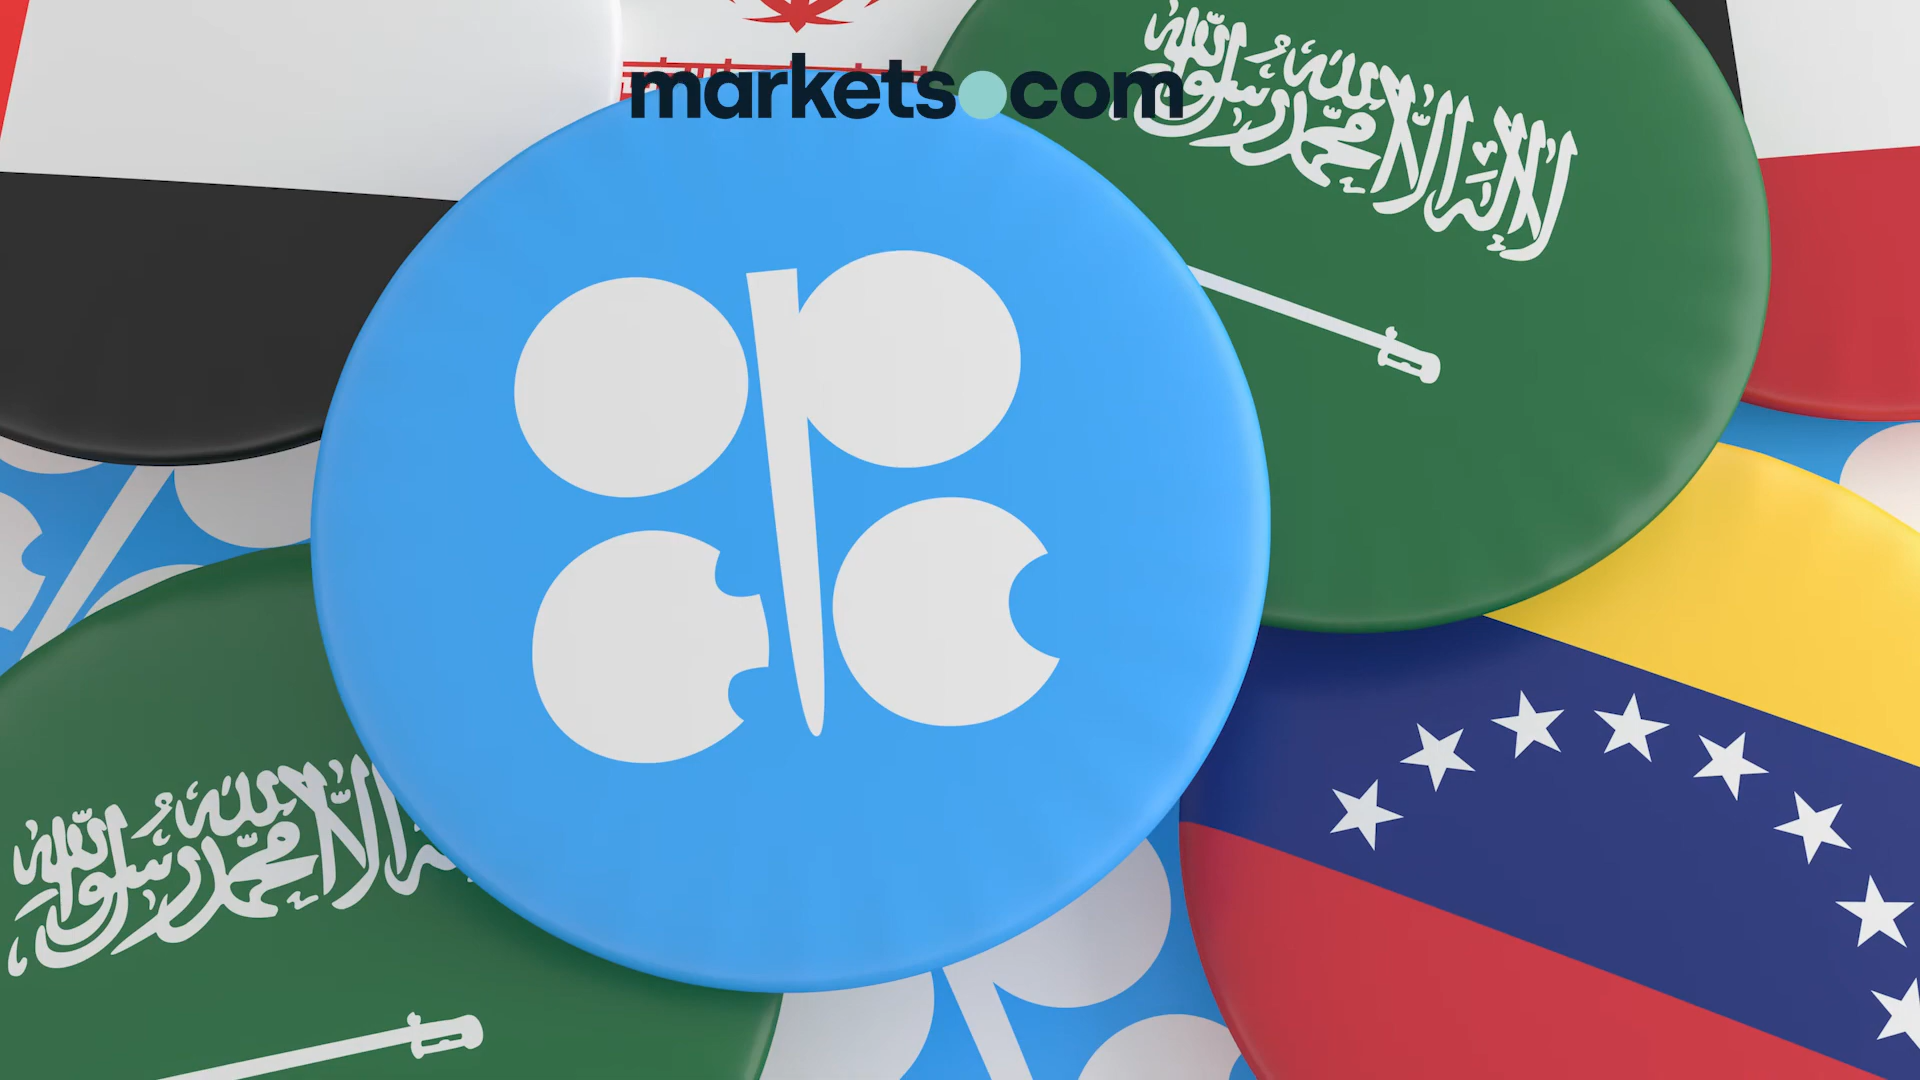 markets.com
لا إله إلا الله محمد رسول الله
لا إله إلا الله محمد رسول الله